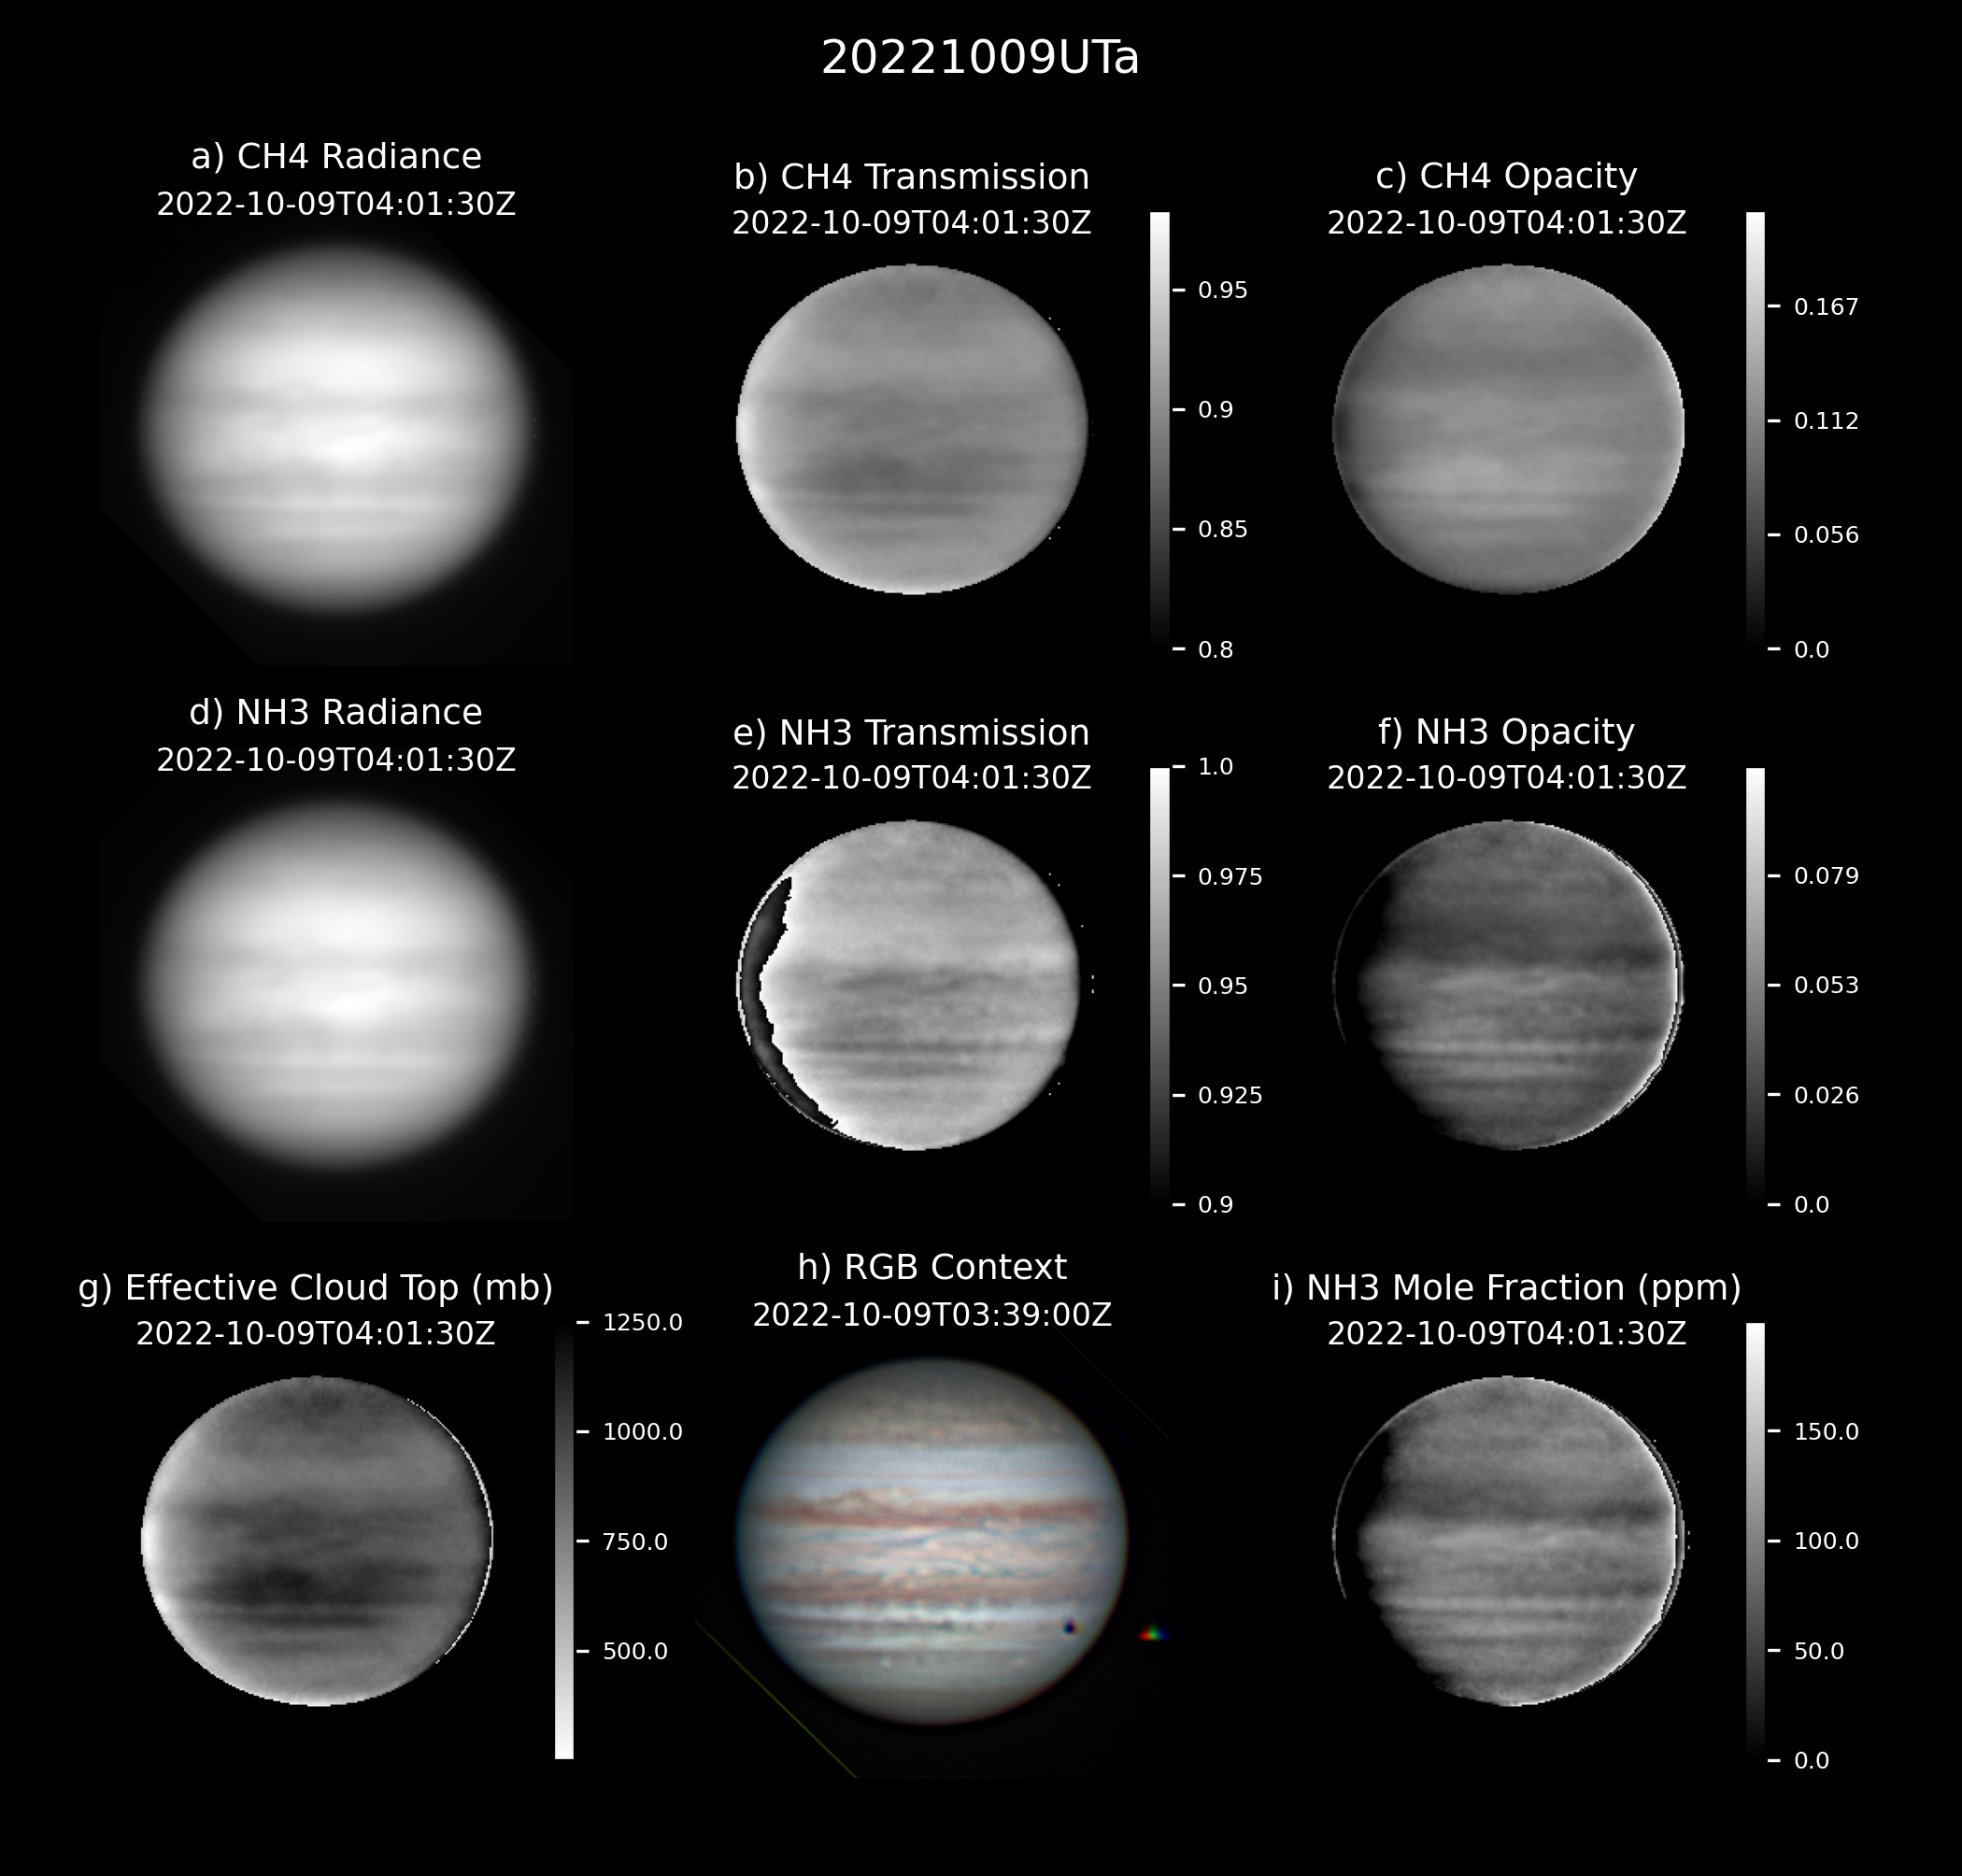 20221009UTa
a) CH4 Radiance
2022-10-09T04:01:30Z
b) CH4 Transmission
2022-10-09T04:01:30Z
0.95
0.9
0.85
0.8
c) CH4 Opacity
2022-10-09T04:01:30Z
0.167
0.112
0.056
0.0
d) NH3 Radiance
2022-10-09T04:01:30Z
e) NH3 Transmission
2022-10-09T04:01:30Z
1.0
0.975
0.95
0.925
0.9
f) NH3 Opacity
2022-10-09T04:01:30Z
0.079
0.053
0.026
0.0
g) Effective Cloud Top (mb)
2022-10-09T04:01:30Z
1250.0
1000.0
750.0
500.0
h) RGB Context
2022-10-09T03:39:00Z
i) NH3 Mole Fraction (ppm)
2022-10-09T04:01:30Z
150.0
100.0
50.0
0.0